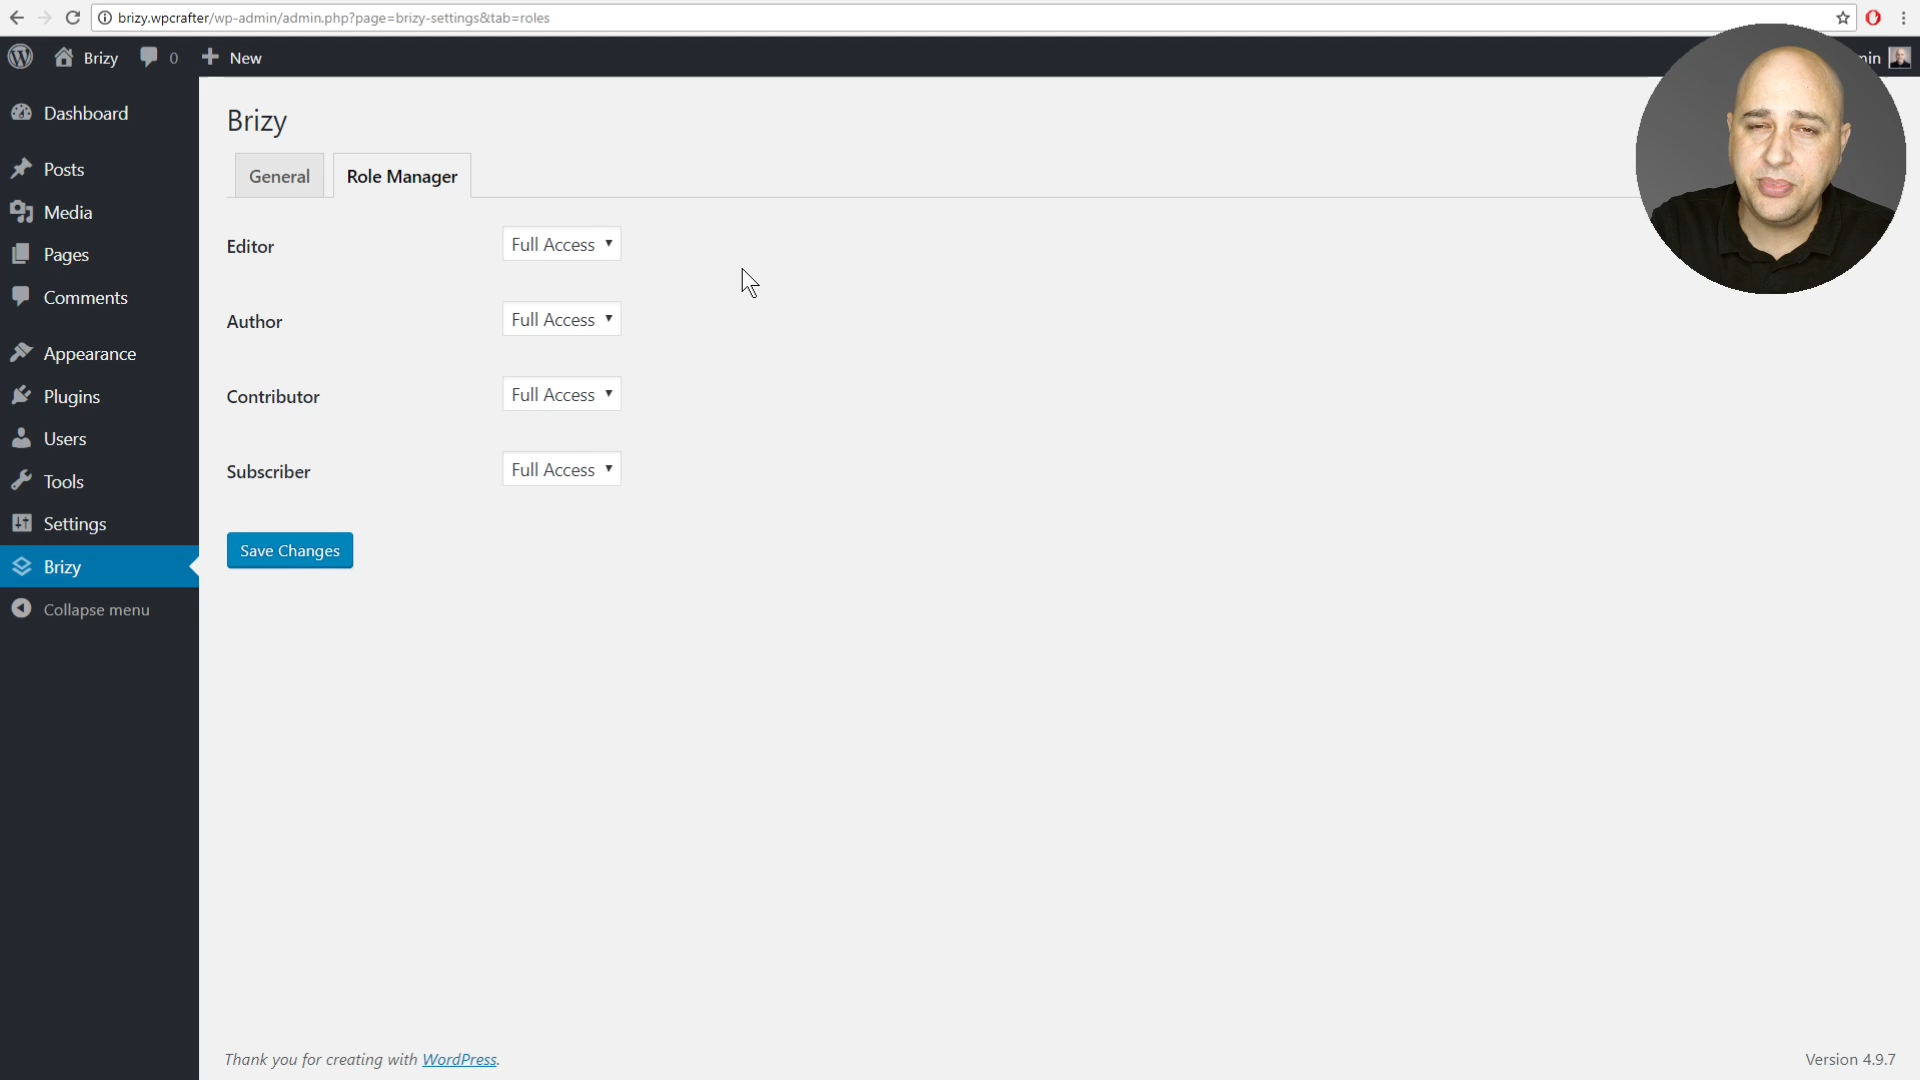 brizy.wpcrafter/wp-admin/admin.php?page=brizy-settings&tab=roles
Brizy 0 New
Dashboard
Posts
Media
Pages
Comments
Appearance
Plugins
Users
Tools
Settings
Brizy
Collapse menu
Brizy
General Role Manager
Editor Full Access
Author Full Access
Contributor Full Access
Subscriber Full Access
Save Changes
Thank you for creating with WordPress.
Version 4.9.7